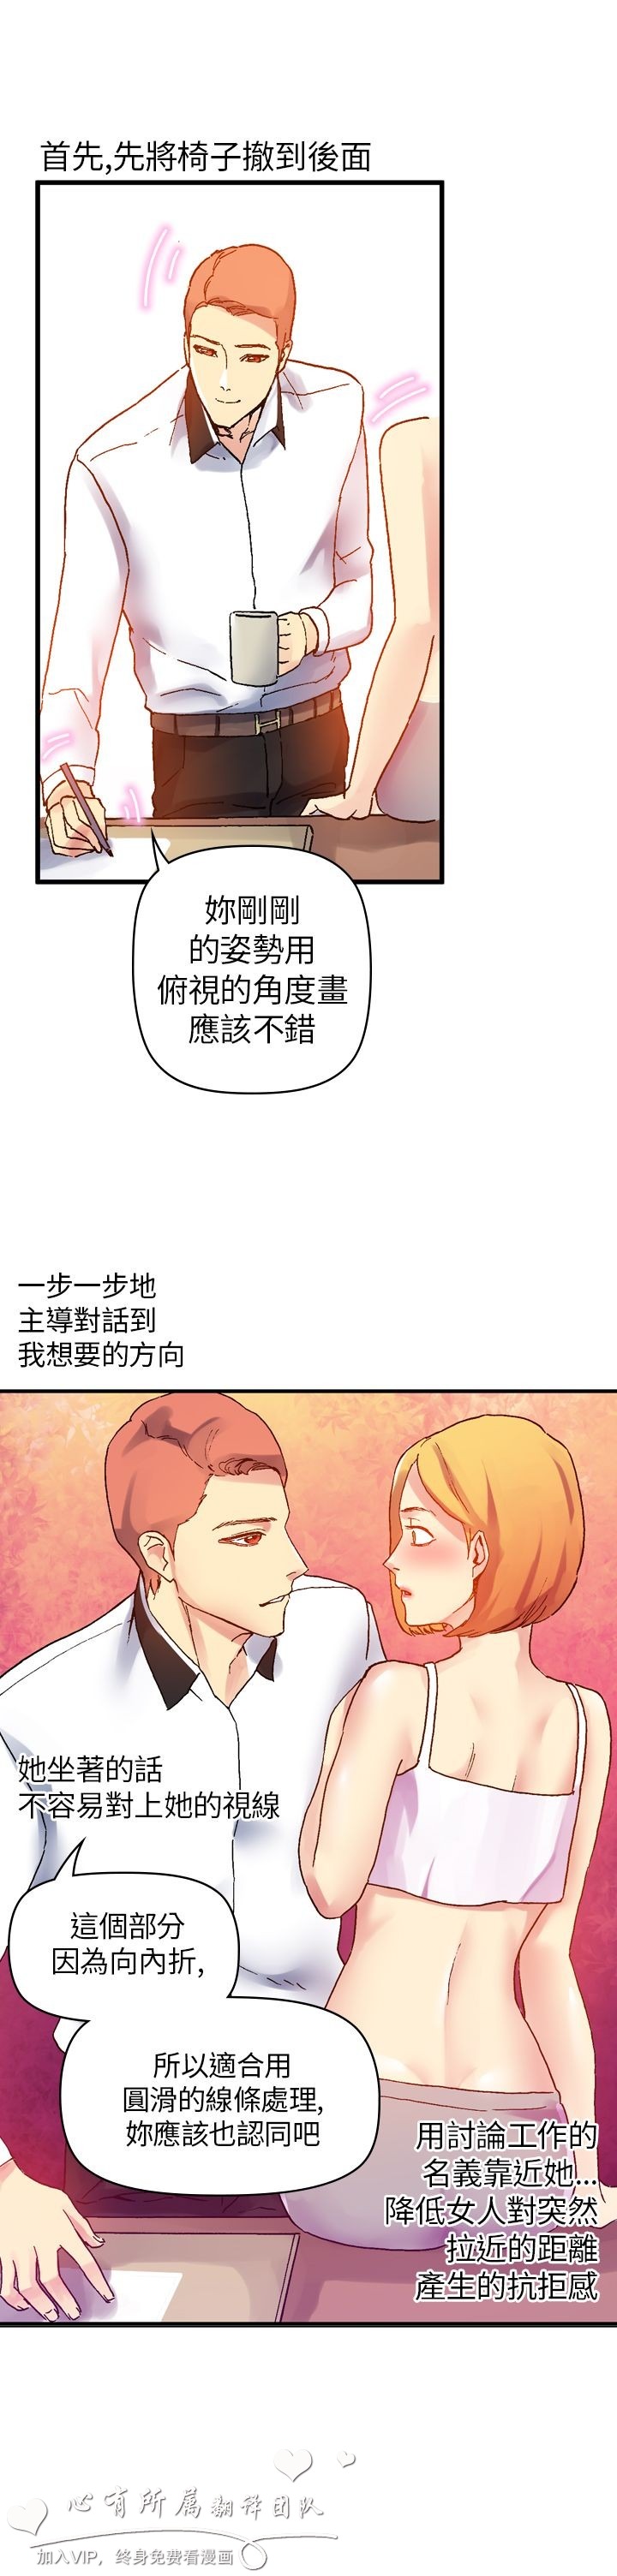 首先,先將椅子撤到後面
妳剛剛
的姿勢用
俯視的角度畫
應該不錯
一步一步地
主導對話到
我想要的方向
她坐著的話
不容易對上她的視線
這個部分
因為向內折,
所以適合用
圓滑的線條處理,
妳應該也認同吧
用討論工作的
名義靠近她...
降低女人對突然
拉近的距離
產生的抗拒感
心有所属翻译团队
加入VIP，终身免费看漫画